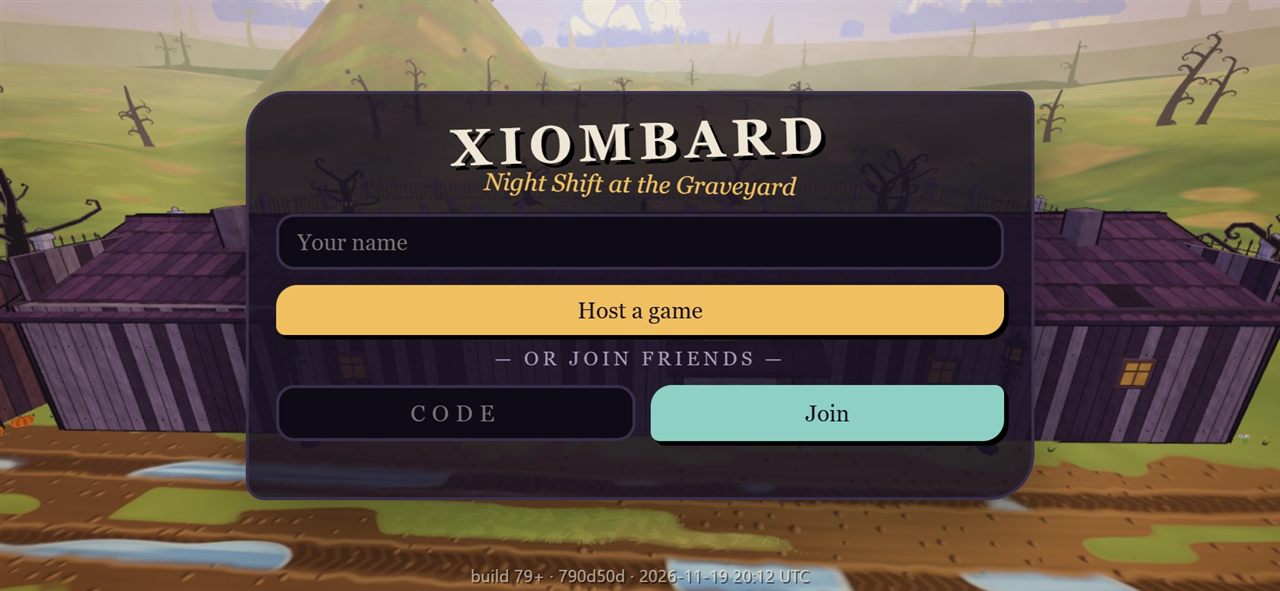 XIOMBARD
Night Shift at the Graveyard
Your name
Host a game
— OR JOIN FRIENDS —
CODE
Join
build 79+ · 790d50d · 2026-11-19 20:12 UTC